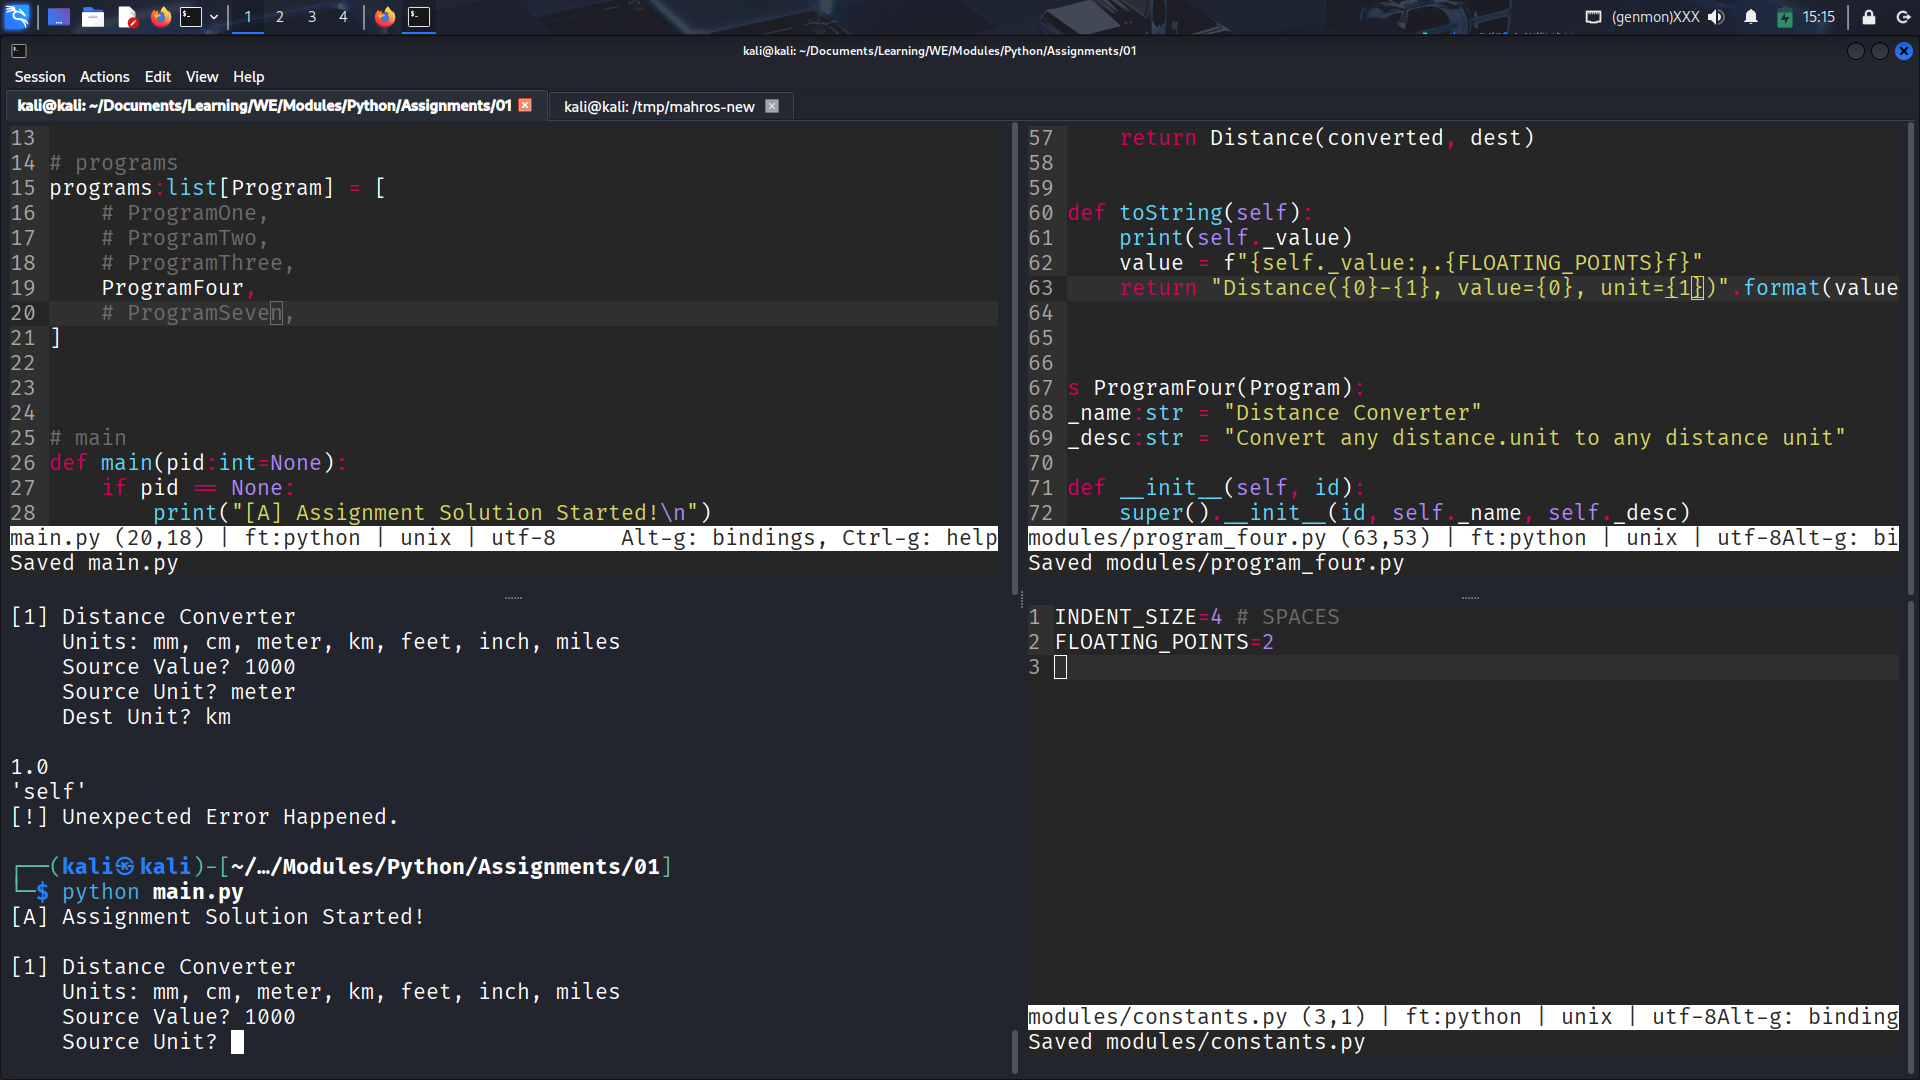 1
2
3
4
(genmon)XXX
15:15
kali@kali: ~/Documents/Learning/WE/Modules/Python/Assignments/01
Session Actions Edit View Help
kali@kali: ~/Documents/Learning/WE/Modules/Python/Assignments/01
kali@kali: /tmp/mahros-new
13
14 # programs
15 programs:list[Program] = [
16     # ProgramOne,
17     # ProgramTwo,
18     # ProgramThree,
19     ProgramFour,
20     # ProgramSeven,
21 ]
22
23
24
25 # main
26 def main(pid:int=None):
27     if pid == None:
28         print("[A] Assignment Solution Started!\n")
main.py (20,18) | ft:python | unix | utf-8     Alt-g: bindings, Ctrl-g: help
Saved main.py
57     return Distance(converted, dest)
58
59
60 def toString(self):
61     print(self._value)
62     value = f"{self._value:,.{FLOATING_POINTS}f}"
63     return "Distance({0}-{1}, value={0}, unit={1})".format(value
64
65
66
67 s ProgramFour(Program):
68 _name:str = "Distance Converter"
69 _desc:str = "Convert any distance.unit to any distance unit"
70
71 def __init__(self, id):
72     super().__init__(id, self._name, self._desc)
modules/program_four.py (63,53) | ft:python | unix | utf-8Alt-g: bi
Saved modules/program_four.py
[1] Distance Converter
    Units: mm, cm, meter, km, feet, inch, miles
    Source Value? 1000
    Source Unit? meter
    Dest Unit? km
1.0
'self'
[!] Unexpected Error Happened.
┌──(kali㉿kali)-[~/…/Modules/Python/Assignments/01]
└─$ python main.py
[A] Assignment Solution Started!
[1] Distance Converter
    Units: mm, cm, meter, km, feet, inch, miles
    Source Value? 1000
    Source Unit?
1 INDENT_SIZE=4 # SPACES
2 FLOATING_POINTS=2
3
modules/constants.py (3,1) | ft:python | unix | utf-8Alt-g: binding
Saved modules/constants.py